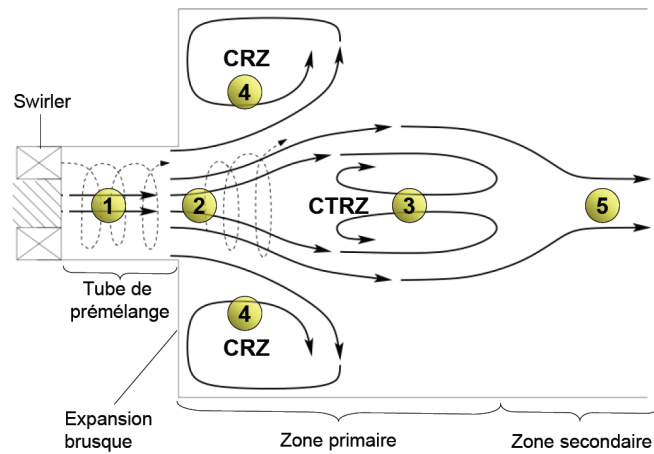 CRZ
4
Swirler
1
2
CTRZ
3
5
Tube de
prémélange
4
CRZ
Expansion
brusque
Zone primaire
Zone secondaire